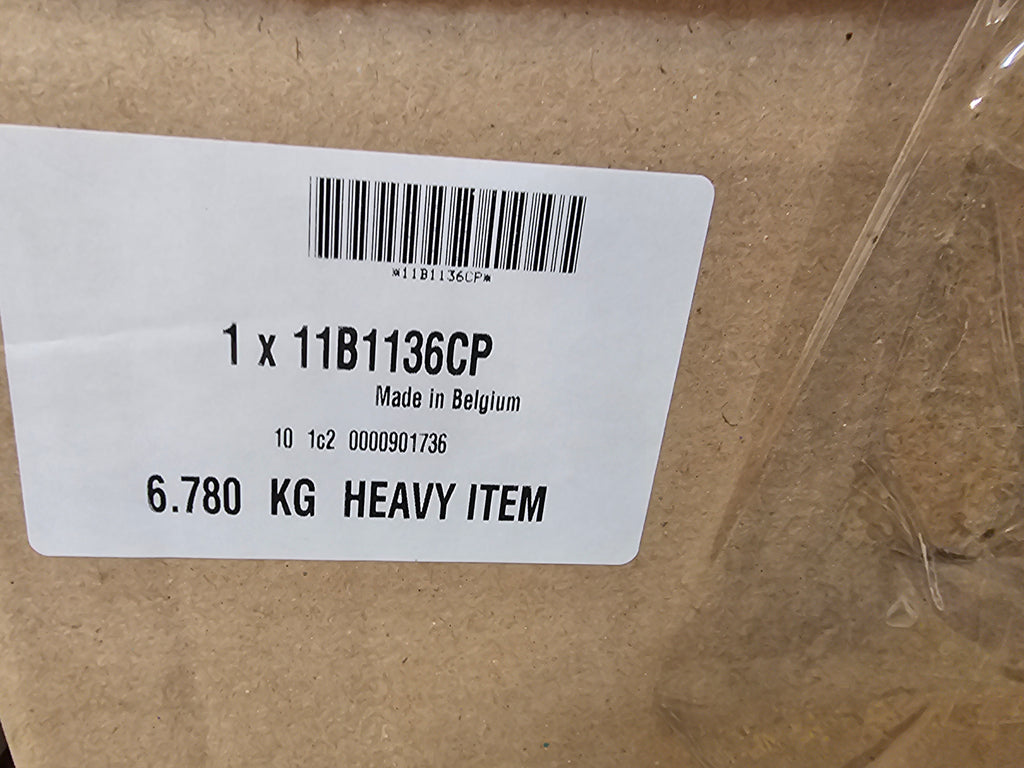 *11B1136CP*
1 x 11B1136CP
Made in Belgium
10 1c2 0000901736
6.780 KG HEAVY ITEM